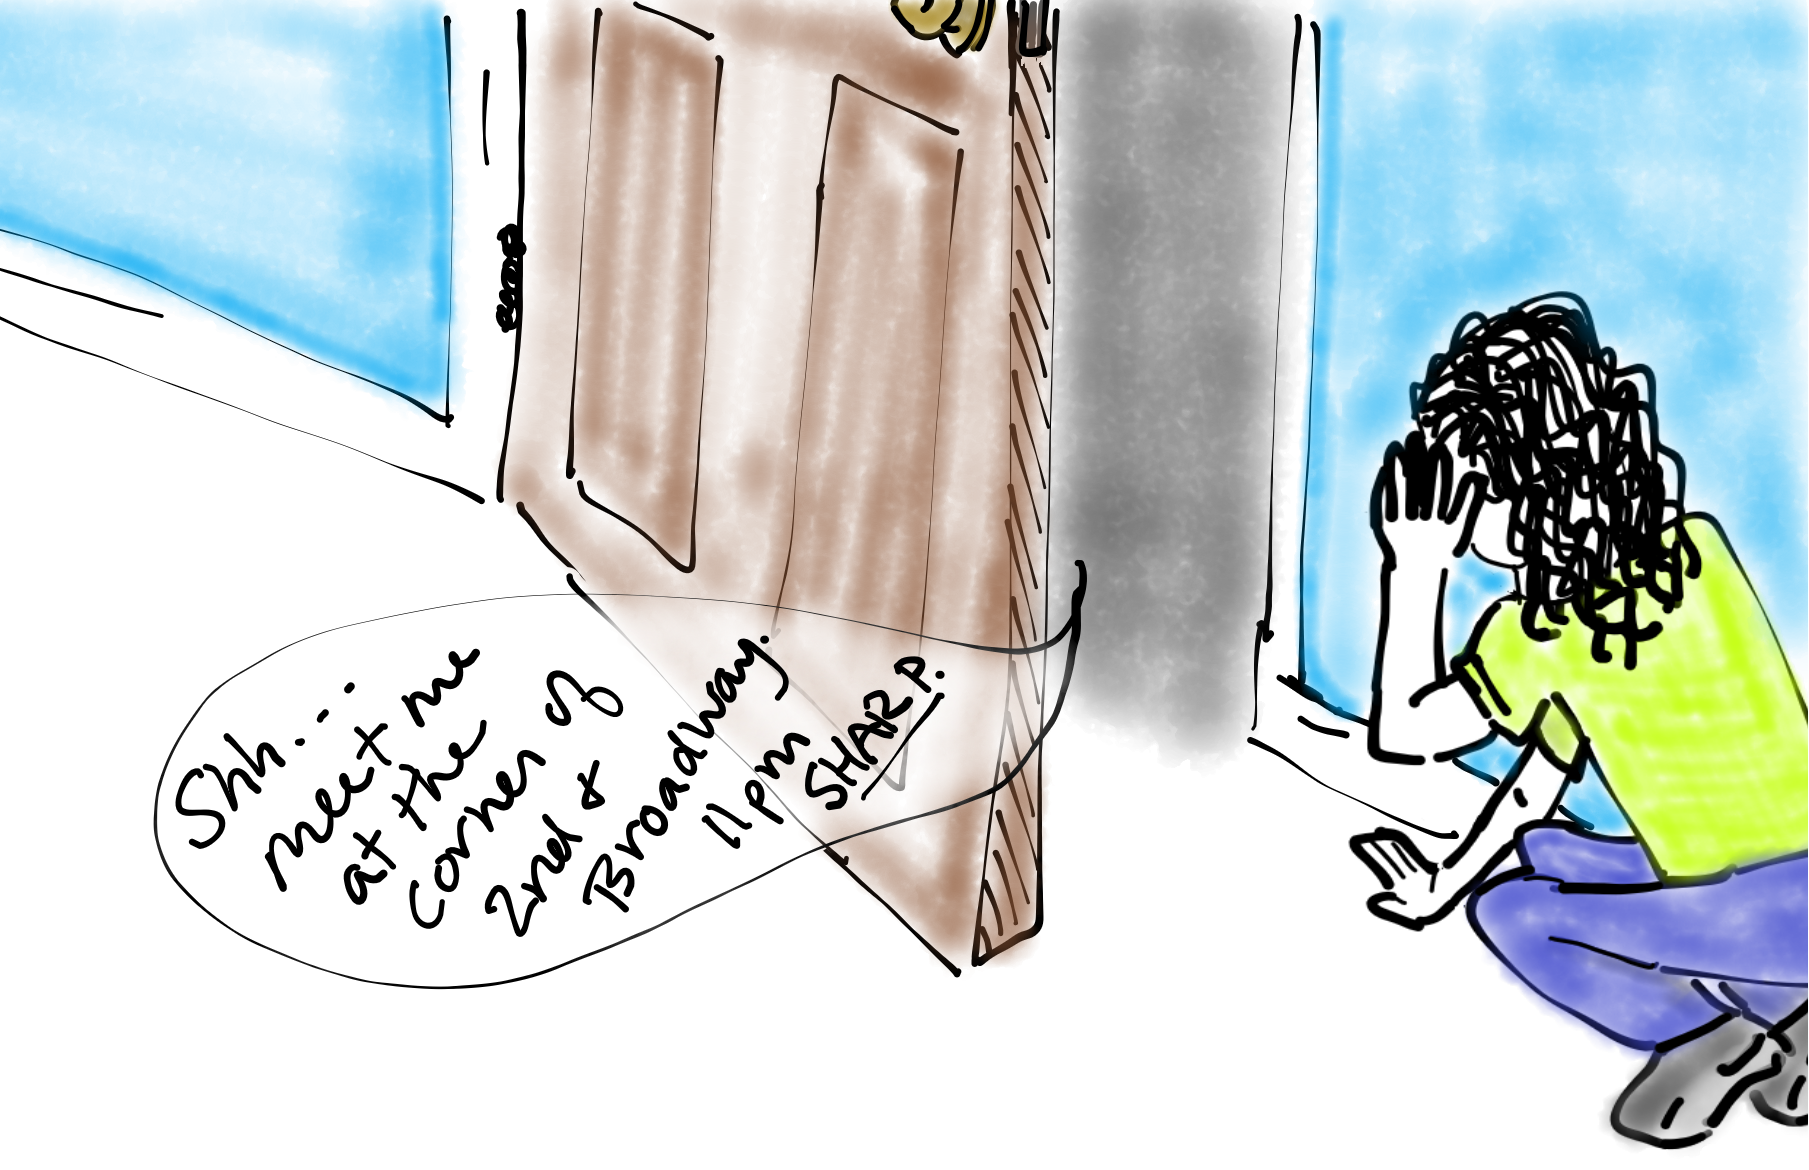 Shh...
meet me
at the
corner of
2nd &
Broadway.
11pm
SHARP.